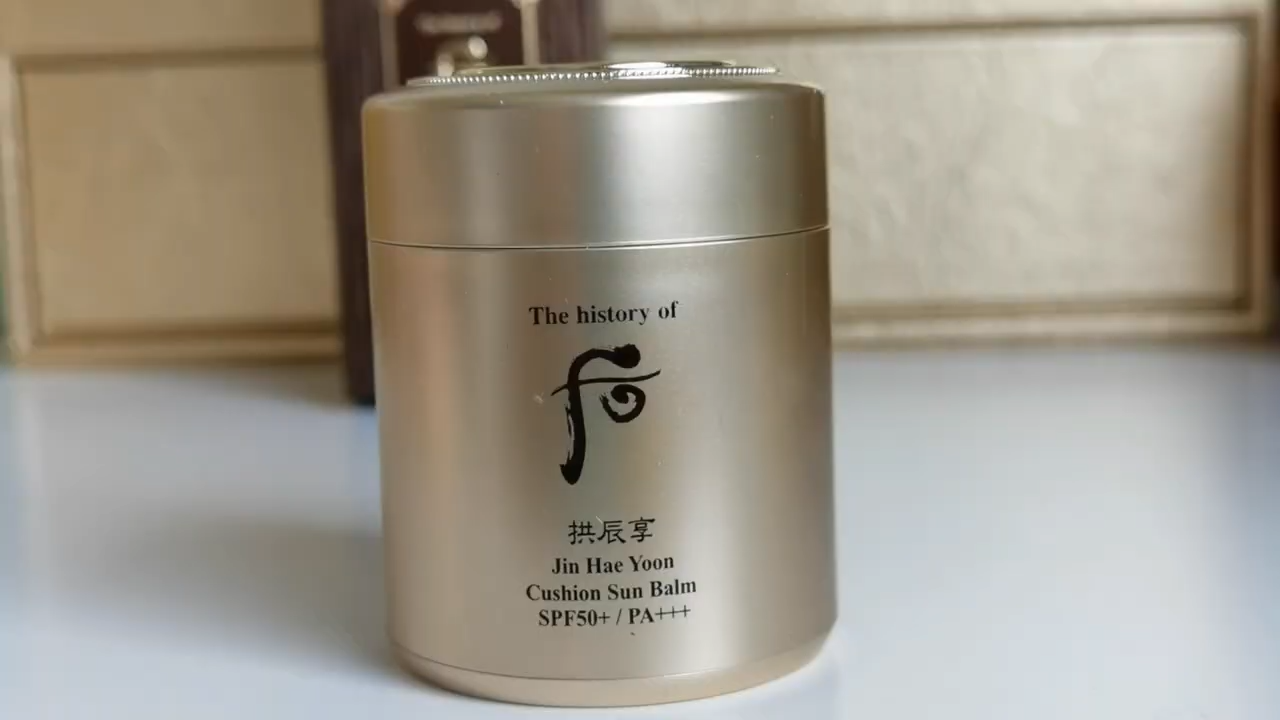 The history of
后
拱辰享
Jin Hae Yoon
Cushion Sun Balm
SPF50+ / PA+++